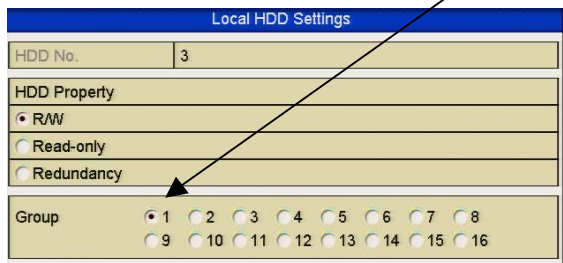 Local HDD Settings
HDD No. 3
HDD Property
R/W
Read-only
Redundancy
Group 1 2 3 4 5 6 7 8
9 10 11 12 13 14 15 16